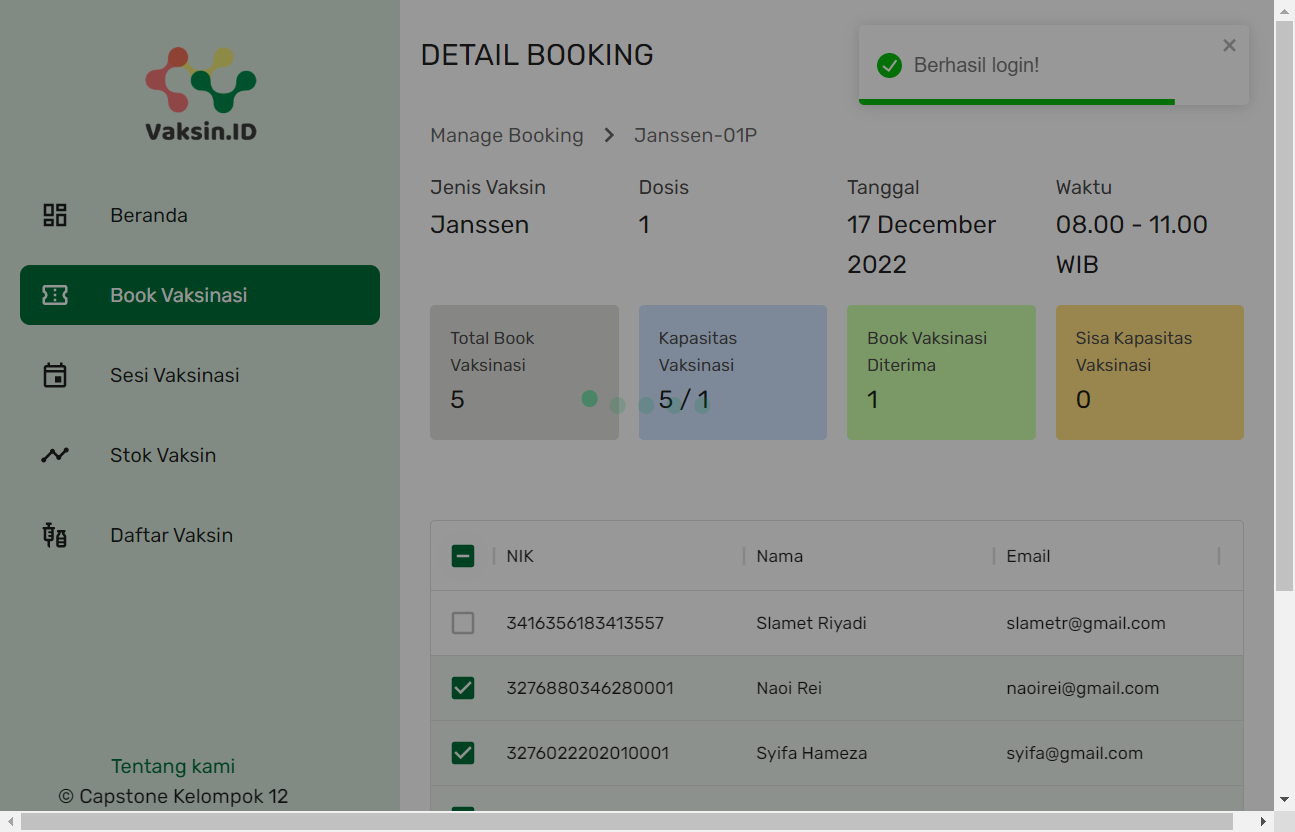 Vaksin.ID
Beranda
Book Vaksinasi
Sesi Vaksinasi
Stok Vaksin
Daftar Vaksin
Tentang kami
© Capstone Kelompok 12
DETAIL BOOKING
Berhasil login!
Manage Booking > Janssen-01P
Jenis Vaksin Dosis Tanggal Waktu
Janssen 1 17 December 08.00 - 11.00
2022 WIB
Total Book Kapasitas Book Vaksinasi Sisa Kapasitas
Vaksinasi Vaksinasi Diterima Vaksinasi
5 5 / 1 1 0
NIK Nama Email
3416356183413557 Slamet Riyadi slametr@gmail.com
3276880346280001 Naoi Rei naoirei@gmail.com
3276022202010001 Syifa Hameza syifa@gmail.com